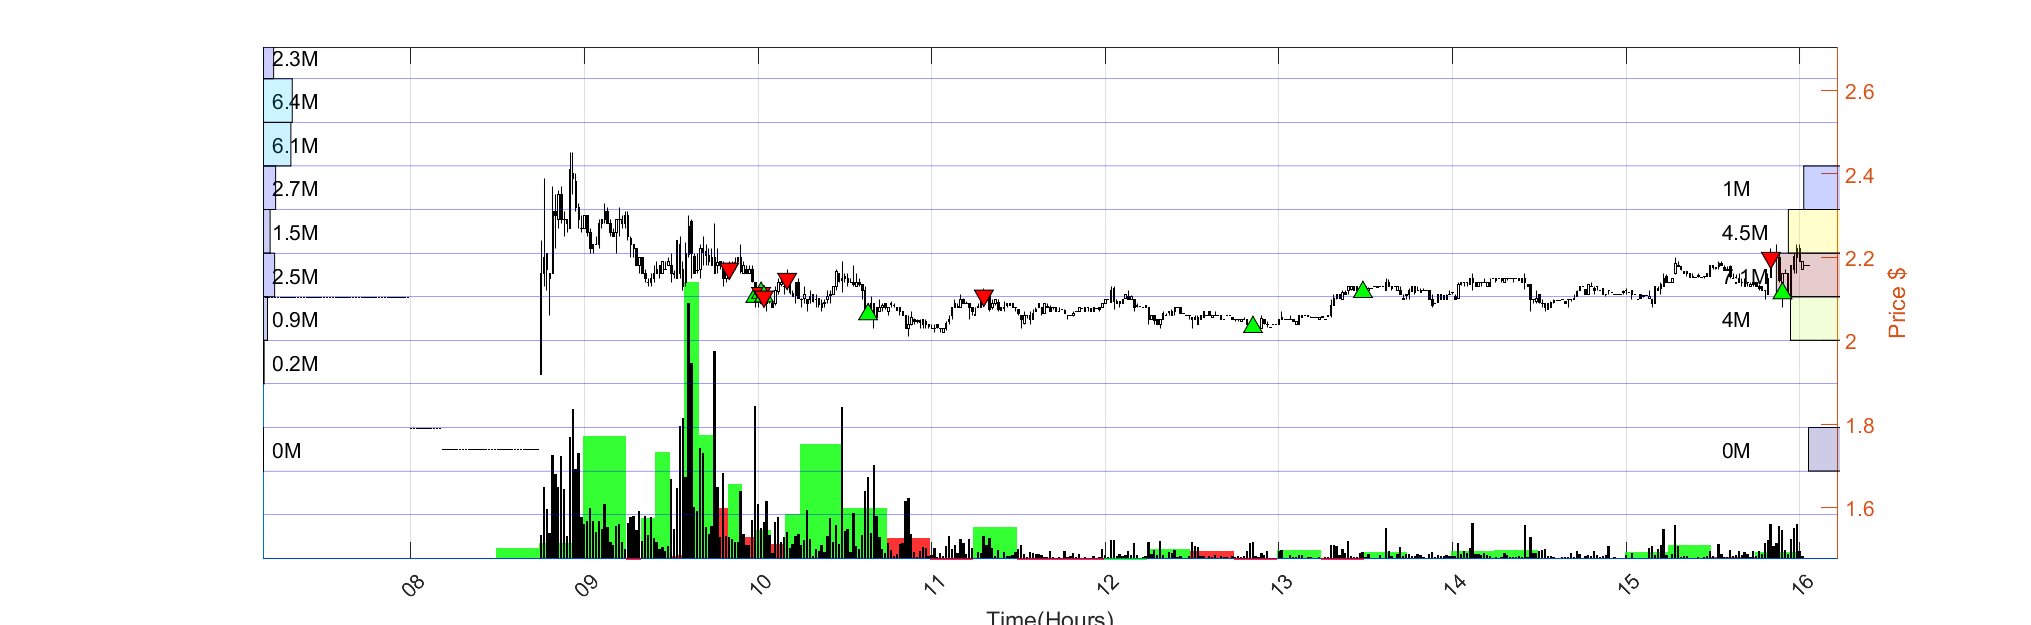 2.3M
6.4M
6.1M
2.7M
1.5M
2.5M
0.9M
0.2M
0M
1M
4.5M
7.1M
4M
0M
2.6
2.4
2.2
2
1.8
1.6
Price $
08 09 10 11 12 13 14 15 16
Time(Hours)